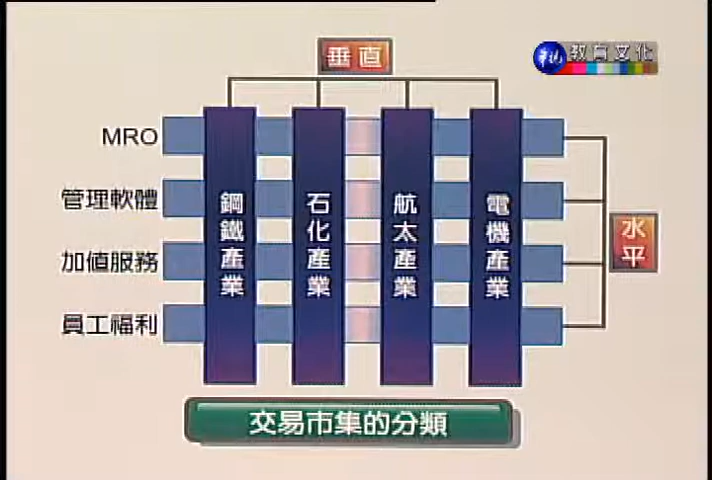 垂直
華視 教育文化
MRO
管理軟體
加值服務
員工福利
鋼鐵產業
石化產業
航太產業
電機產業
水平
交易市集的分類